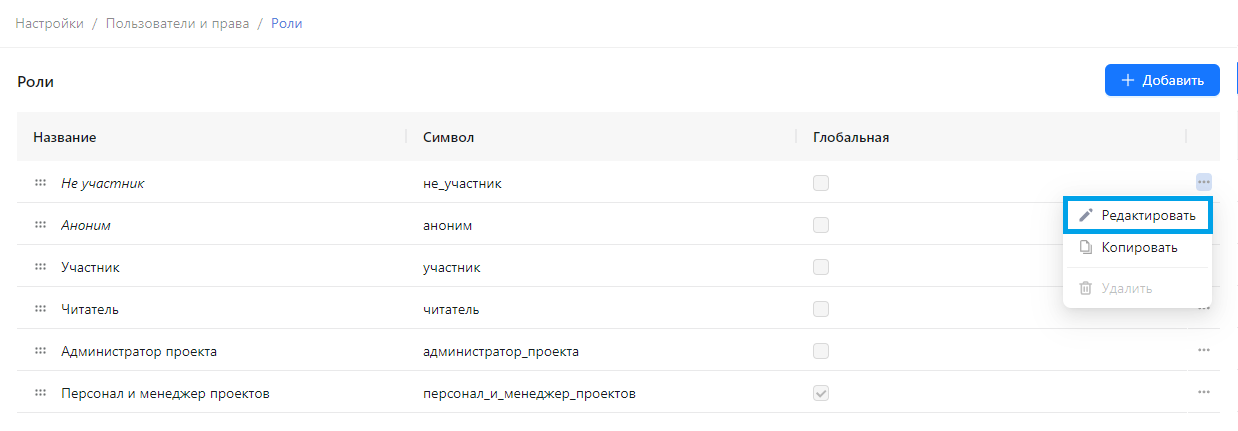 Настройки / Пользователи и права / Роли
Роли
Добавить
Название Символ Глобальная
Не участник не_участник
Аноним аноним
Участник участник
Читатель читатель
Администратор проекта администратор_проекта
Персонал и менеджер проектов персонал_и_менеджер_проектов
Редактировать
Копировать
Удалить